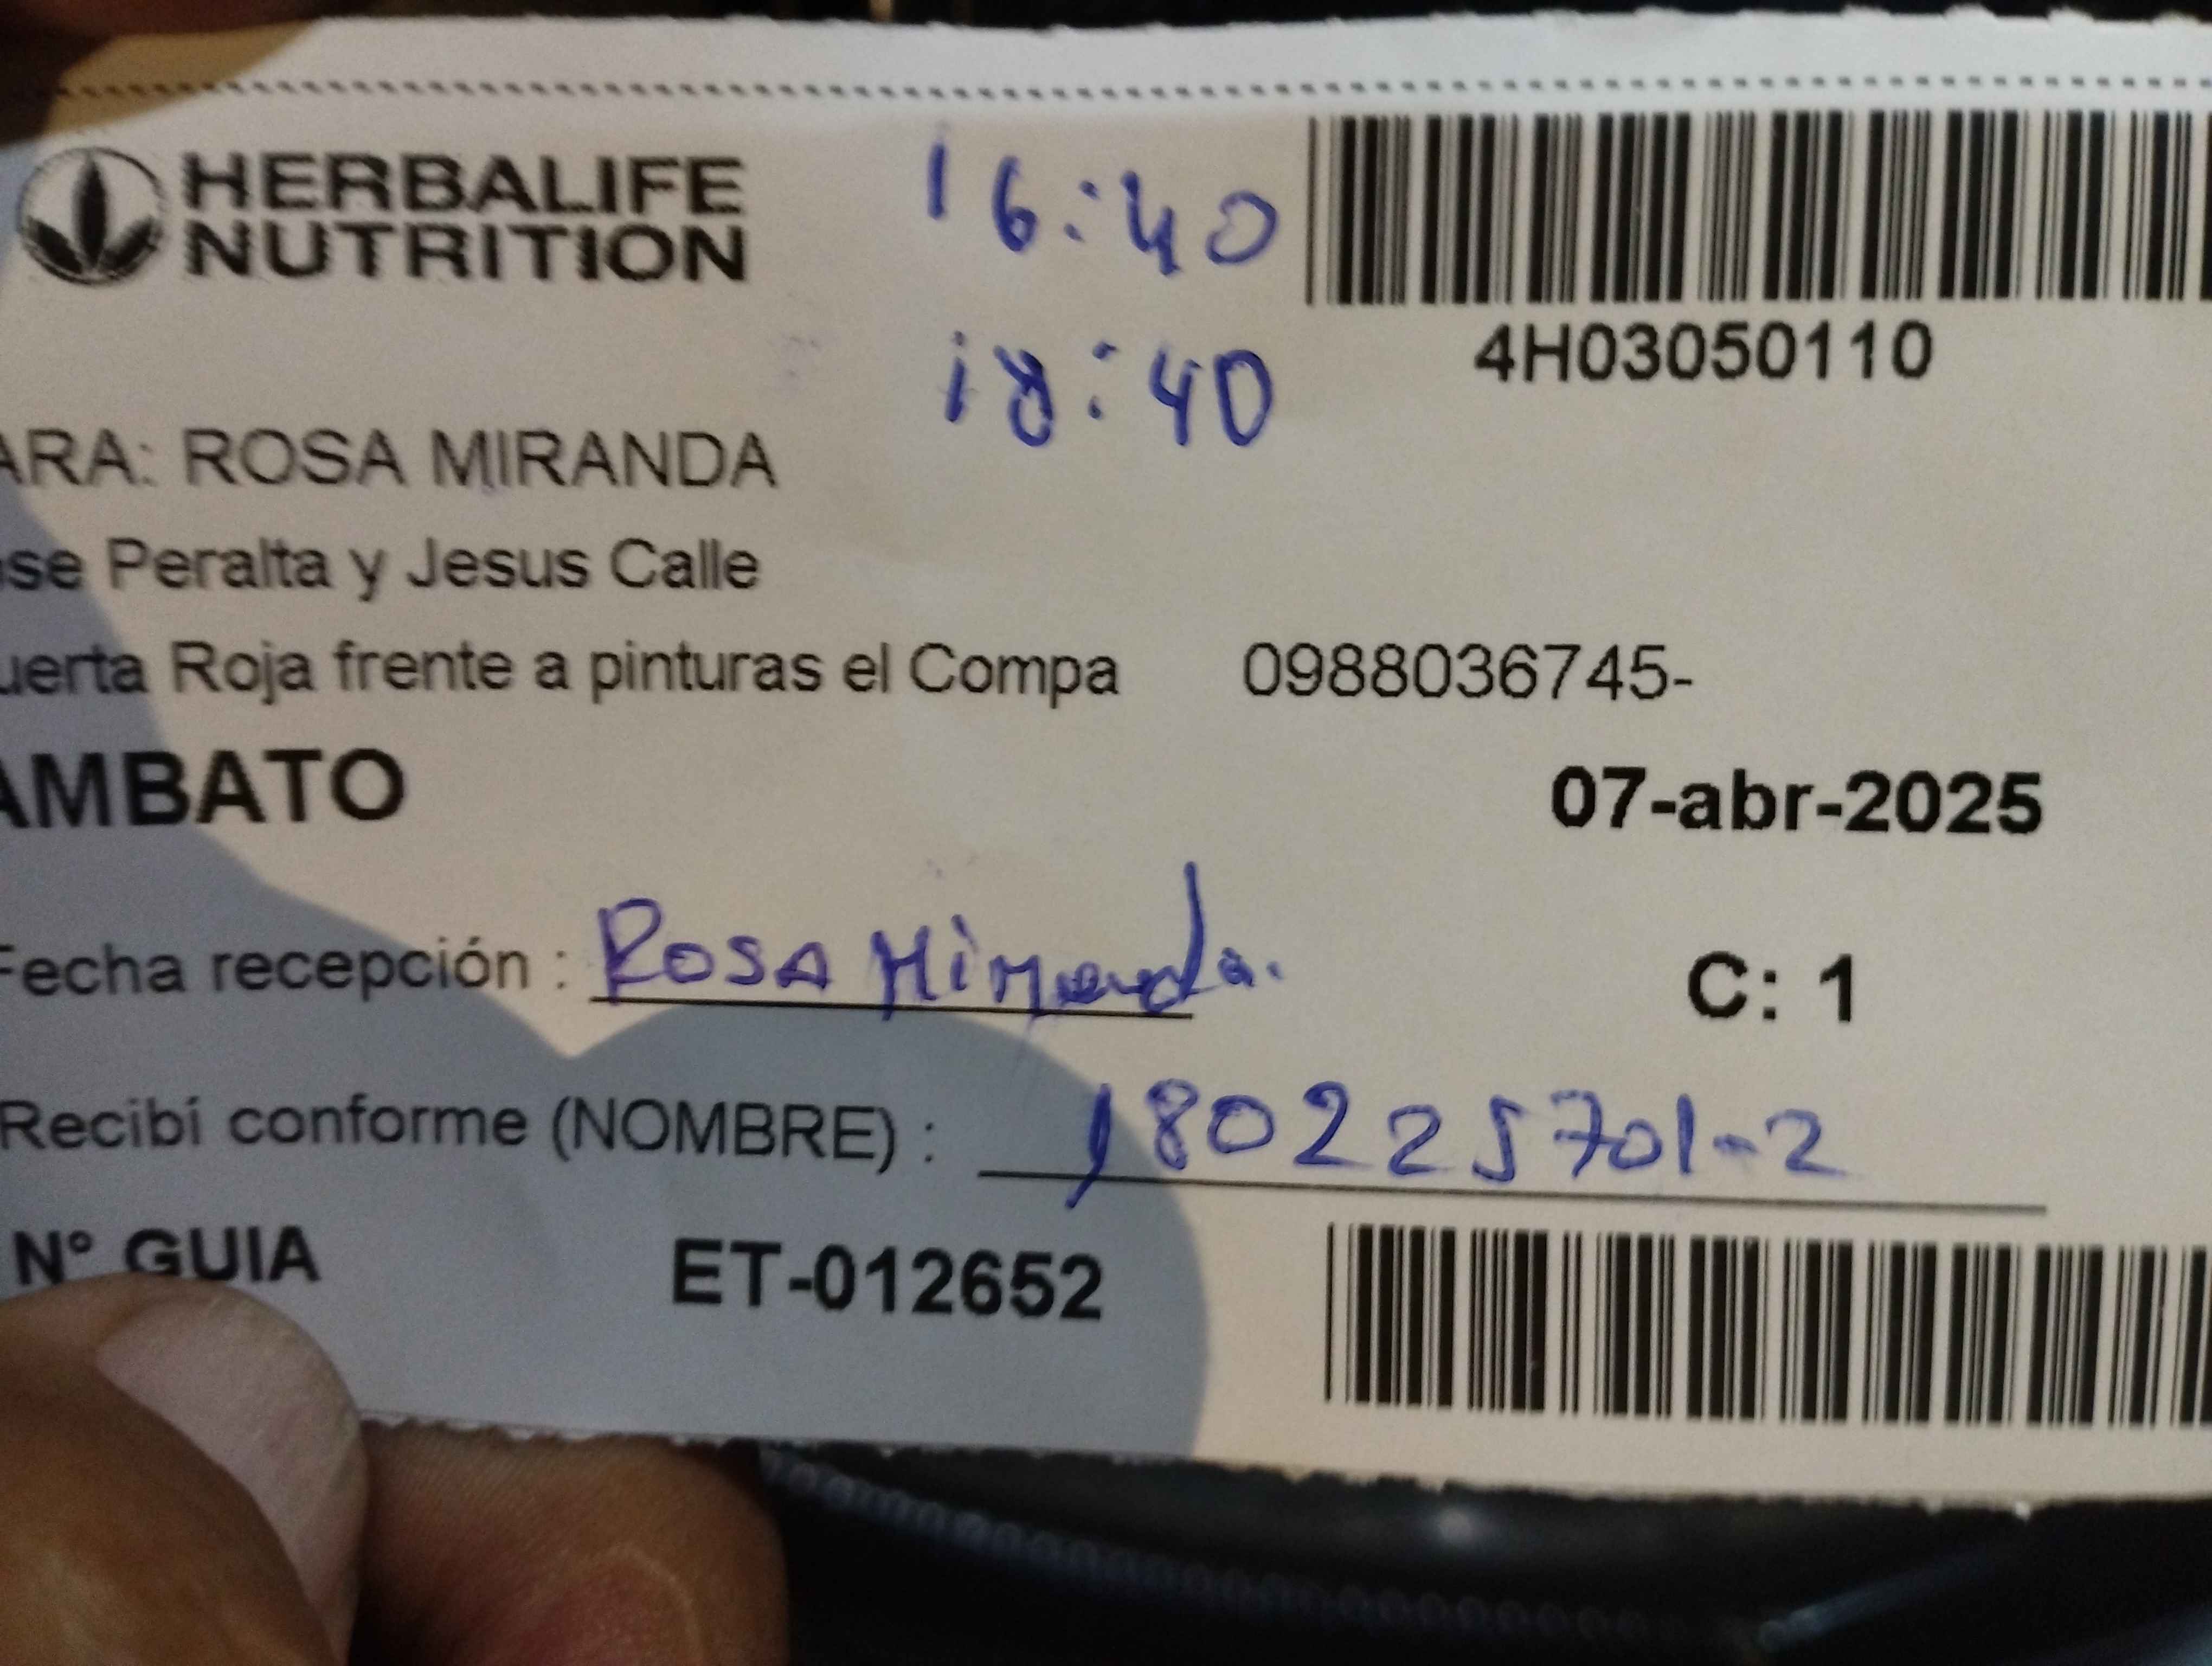 HERBALIFE
NUTRITION
16:40
18:40
4H03050110
ARA: ROSA MIRANDA
se Peralta y Jesus Calle
uerta Roja frente a pinturas el Compa 0988036745-
AMBATO
07-abr-2025
Fecha recepción : Rosa Miranda.
C: 1
Recibí conforme (NOMBRE) : 180225701-2
N° GUIA ET-012652